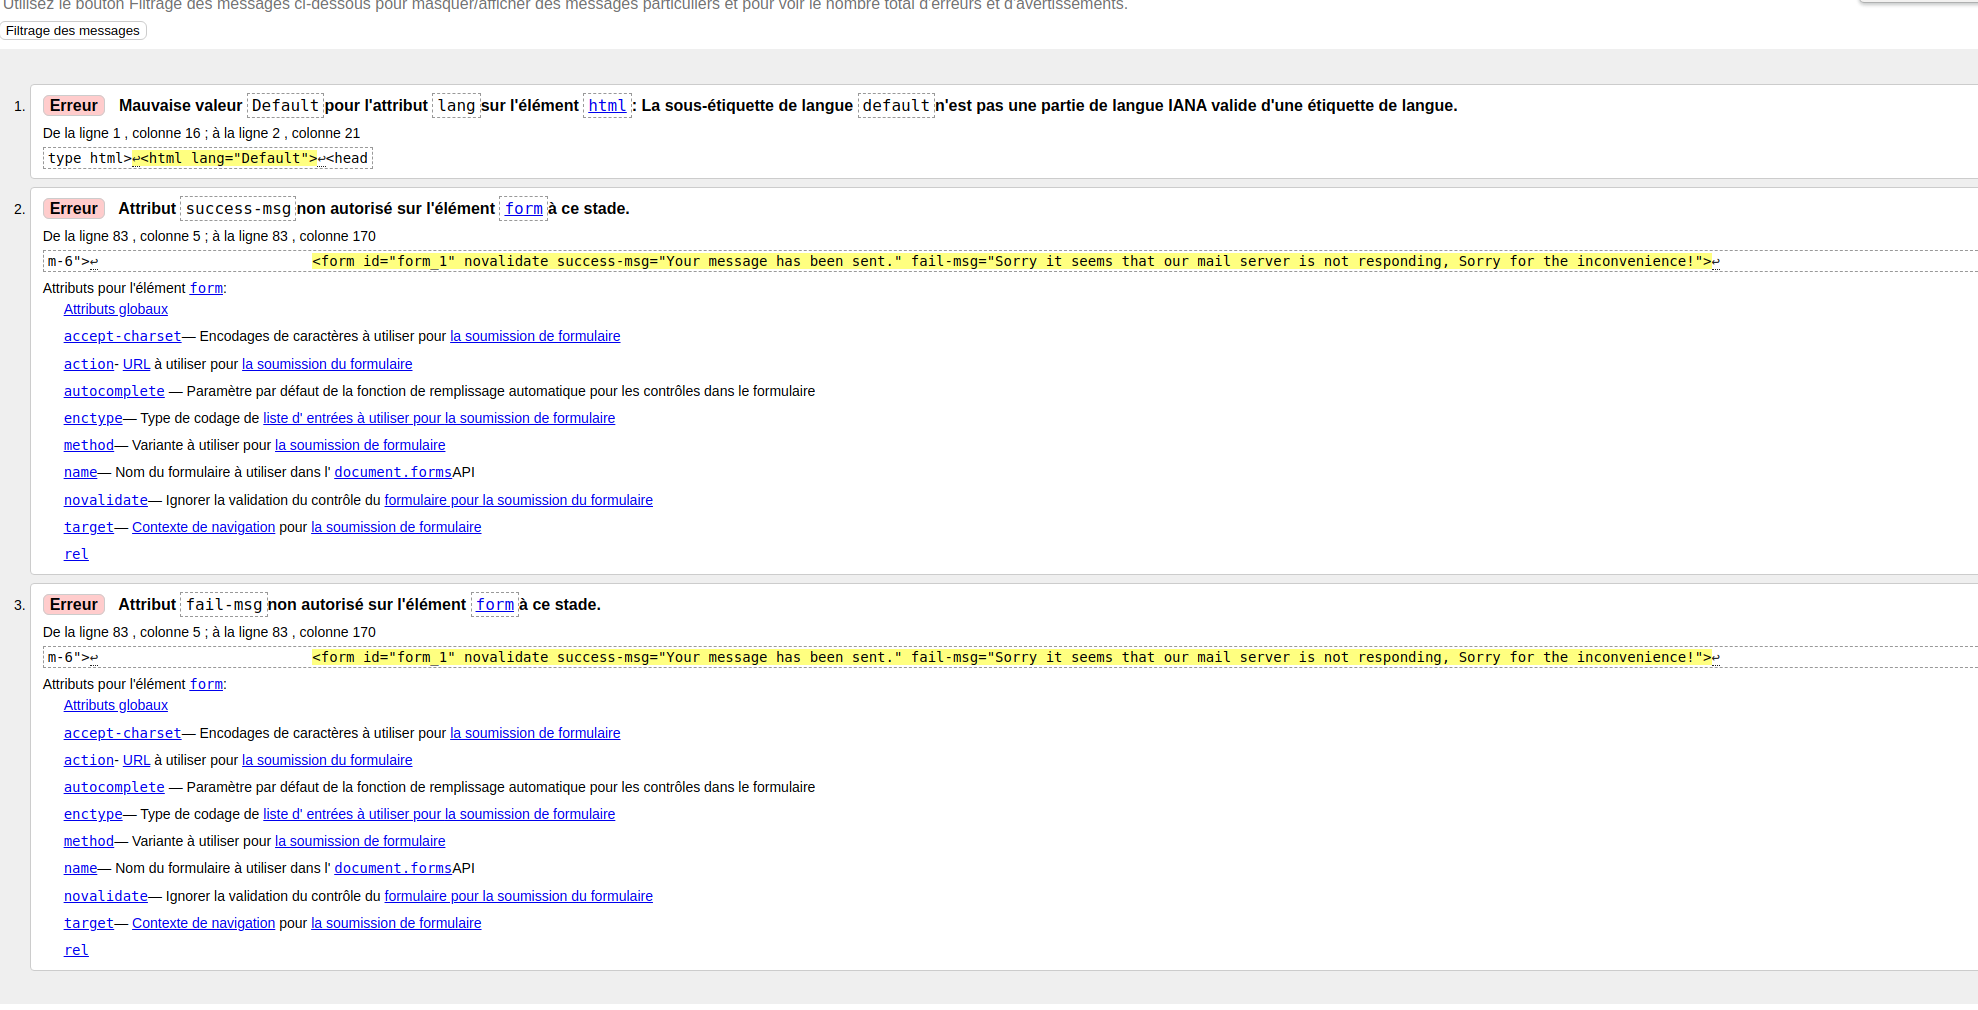 Utilisez le bouton Filtrage des messages ci-dessous pour masquer/afficher des messages particuliers et pour voir le nombre total d'erreurs et d'avertissements.
Filtrage des messages
1. Erreur Mauvaise valeur Default pour l'attribut lang sur l'élément html : La sous-étiquette de langue default n'est pas une partie de langue IANA valide d'une étiquette de langue.
De la ligne 1 , colonne 16 ; à la ligne 2 , colonne 21
type html>↩<html lang="Default">↩<head
2. Erreur Attribut success-msg non autorisé sur l'élément form à ce stade.
De la ligne 83 , colonne 5 ; à la ligne 83 , colonne 170
m-6">↩ <form id="form_1" novalidate success-msg="Your message has been sent." fail-msg="Sorry it seems that our mail server is not responding, Sorry for the inconvenience!">↩
Attributs pour l'élément form:
Attributs globaux
accept-charset— Encodages de caractères à utiliser pour la soumission de formulaire
action- URL à utiliser pour la soumission du formulaire
autocomplete — Paramètre par défaut de la fonction de remplissage automatique pour les contrôles dans le formulaire
enctype— Type de codage de liste d' entrées à utiliser pour la soumission de formulaire
method— Variante à utiliser pour la soumission de formulaire
name— Nom du formulaire à utiliser dans l' document.formsAPI
novalidate— Ignorer la validation du contrôle du formulaire pour la soumission du formulaire
target— Contexte de navigation pour la soumission de formulaire
rel
3. Erreur Attribut fail-msg non autorisé sur l'élément form à ce stade.
De la ligne 83 , colonne 5 ; à la ligne 83 , colonne 170
m-6">↩ <form id="form_1" novalidate success-msg="Your message has been sent." fail-msg="Sorry it seems that our mail server is not responding, Sorry for the inconvenience!">↩
Attributs pour l'élément form:
Attributs globaux
accept-charset— Encodages de caractères à utiliser pour la soumission de formulaire
action- URL à utiliser pour la soumission du formulaire
autocomplete — Paramètre par défaut de la fonction de remplissage automatique pour les contrôles dans le formulaire
enctype— Type de codage de liste d' entrées à utiliser pour la soumission de formulaire
method— Variante à utiliser pour la soumission de formulaire
name— Nom du formulaire à utiliser dans l' document.formsAPI
novalidate— Ignorer la validation du contrôle du formulaire pour la soumission du formulaire
target— Contexte de navigation pour la soumission de formulaire
rel